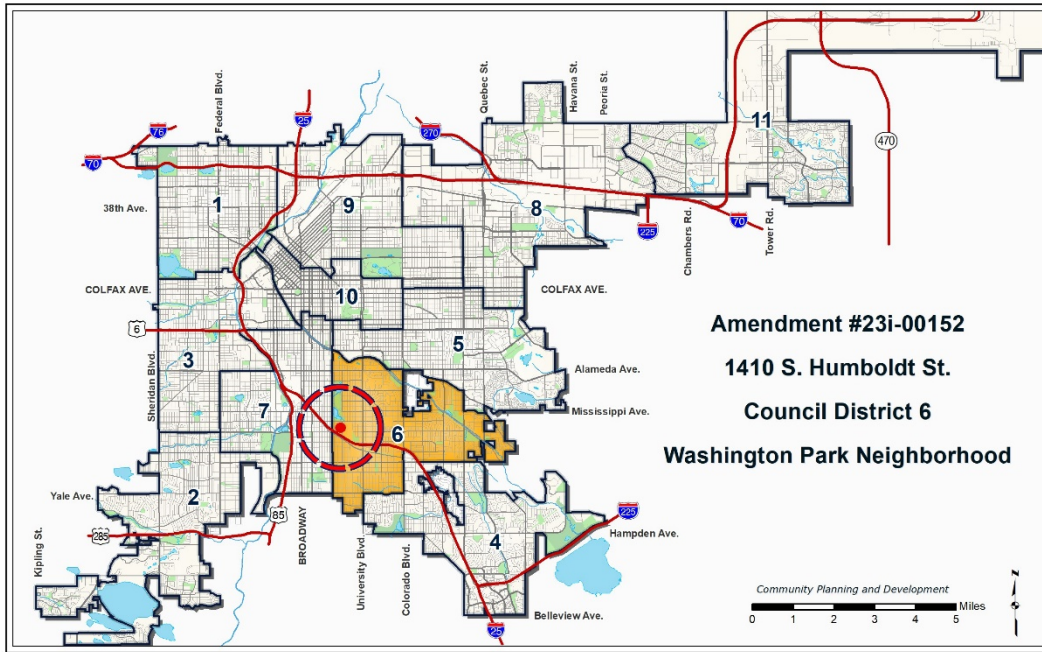 Federal Blvd.
Quebec St.
Havana St.
Peoria St.
76
25
270
70
11
470
1
9
8
38th Ave.
225
Chambers Rd.
70
Tower Rd.
COLFAX AVE.
10
COLFAX AVE.
6
3
5
Sheridan Blvd.
Alameda Ave.
7
6
Mississippi Ave.
Yale Ave.
2
85
285
BROADWAY
University Blvd.
Colorado Blvd.
4
225
Hampden Ave.
Kipling St.
Belleview Ave.
25
Amendment #23i-00152
1410 S. Humboldt St.
Council District 6
Washington Park Neighborhood
Community Planning and Development
Miles
0 1 2 3 4 5